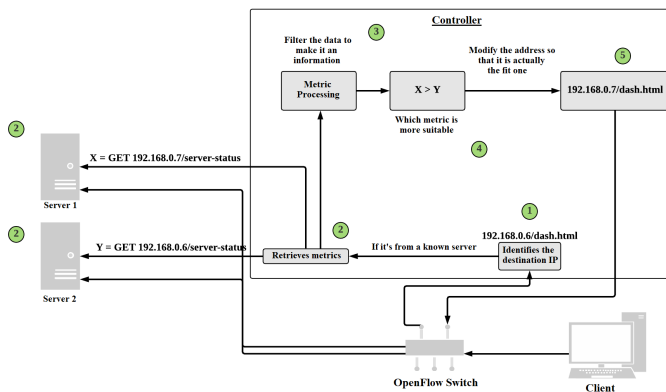 Controller
Filter the data to
make it an
information
3
Modify the address so
that it is actually
the fit one
5
Metric
Processing
X > Y
192.168.0.7/dash.html
Which metric is
more suitable
4
2
X = GET 192.168.0.7/server-status
Server 1
2
Y = GET 192.168.0.6/server-status
Server 2
2
Retrieves metrics
If it's from a known server
1
192.168.0.6/dash.html
Identifies the
destination IP
OpenFlow Switch
Client